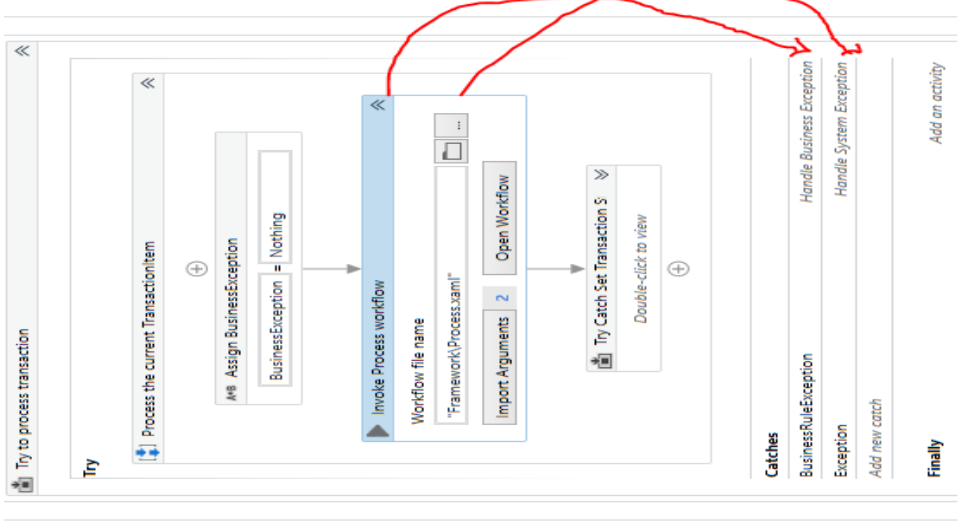 Try to process transaction
Try
Process the current TransactionItem
A+B Assign BusinessException
BusinessException = Nothing
Invoke Process workflow
Workflow file name
"Framework\Process.xaml" ...
Import Arguments 2 Open Workflow
Try Catch Set Transaction S
Double-click to view
Catches
BusinessRuleException Handle Business Exception
Exception Handle System Exception
Add new catch
Finally Add an activity